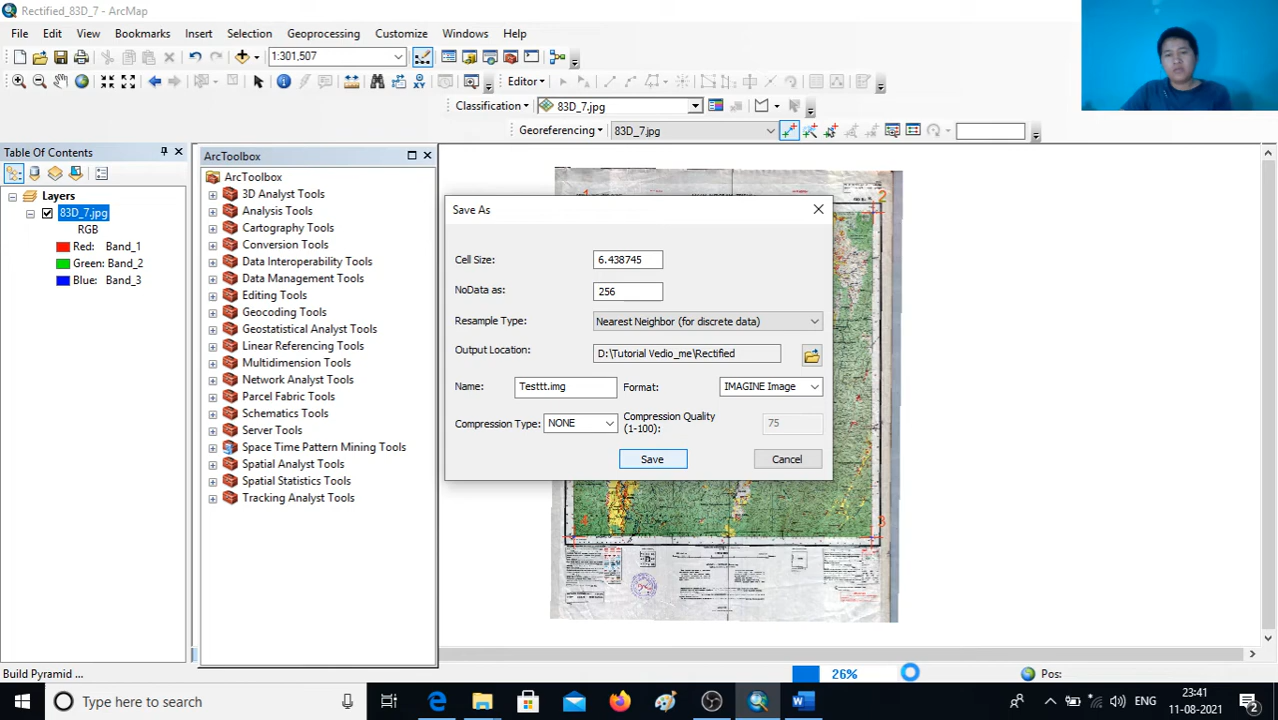 Rectified_83D_7 - ArcMap
File Edit View Bookmarks Insert Selection Geoprocessing Customize Windows Help
1:301,507
Editor
Classification 83D_7.jpg
Georeferencing 83D_7.jpg
Table Of Contents
ArcToolbox
Layers
83D_7.jpg
RGB
Red: Band_1
Green: Band_2
Blue: Band_3
ArcToolbox
3D Analyst Tools
Analysis Tools
Cartography Tools
Conversion Tools
Data Interoperability Tools
Data Management Tools
Editing Tools
Geocoding Tools
Geostatistical Analyst Tools
Linear Referencing Tools
Multidimension Tools
Network Analyst Tools
Parcel Fabric Tools
Schematics Tools
Server Tools
Space Time Pattern Mining Tools
Spatial Analyst Tools
Spatial Statistics Tools
Tracking Analyst Tools
1 2
Save As
Cell Size: 6.438745
NoData as: 256
Resample Type: Nearest Neighbor (for discrete data)
Output Location: D:\Tutorial Vedio_me\Rectified
Name: Testtt.img Format: IMAGINE Image
Compression Type: NONE Compression Quality
(1-100): 75
Save Cancel
3
Build Pyramid ... 26% Pos:
Type here to search
ENG
23:41
11-08-2021
2